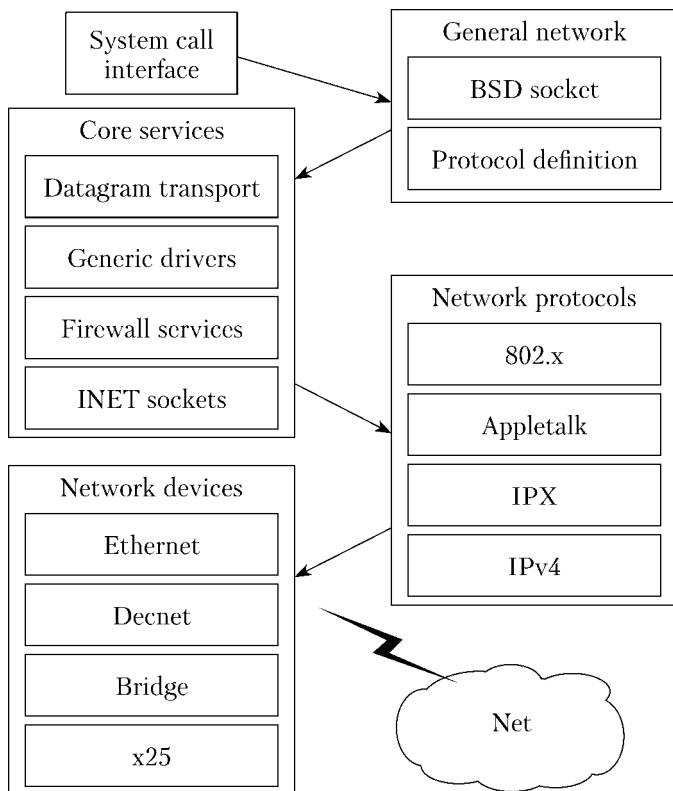 System call
interface
General network
BSD socket
Protocol definition
Core services
Datagram transport
Generic drivers
Firewall services
INET sockets
Network protocols
802.x
Appletalk
IPX
IPv4
Network devices
Ethernet
Decnet
Bridge
x25
Net